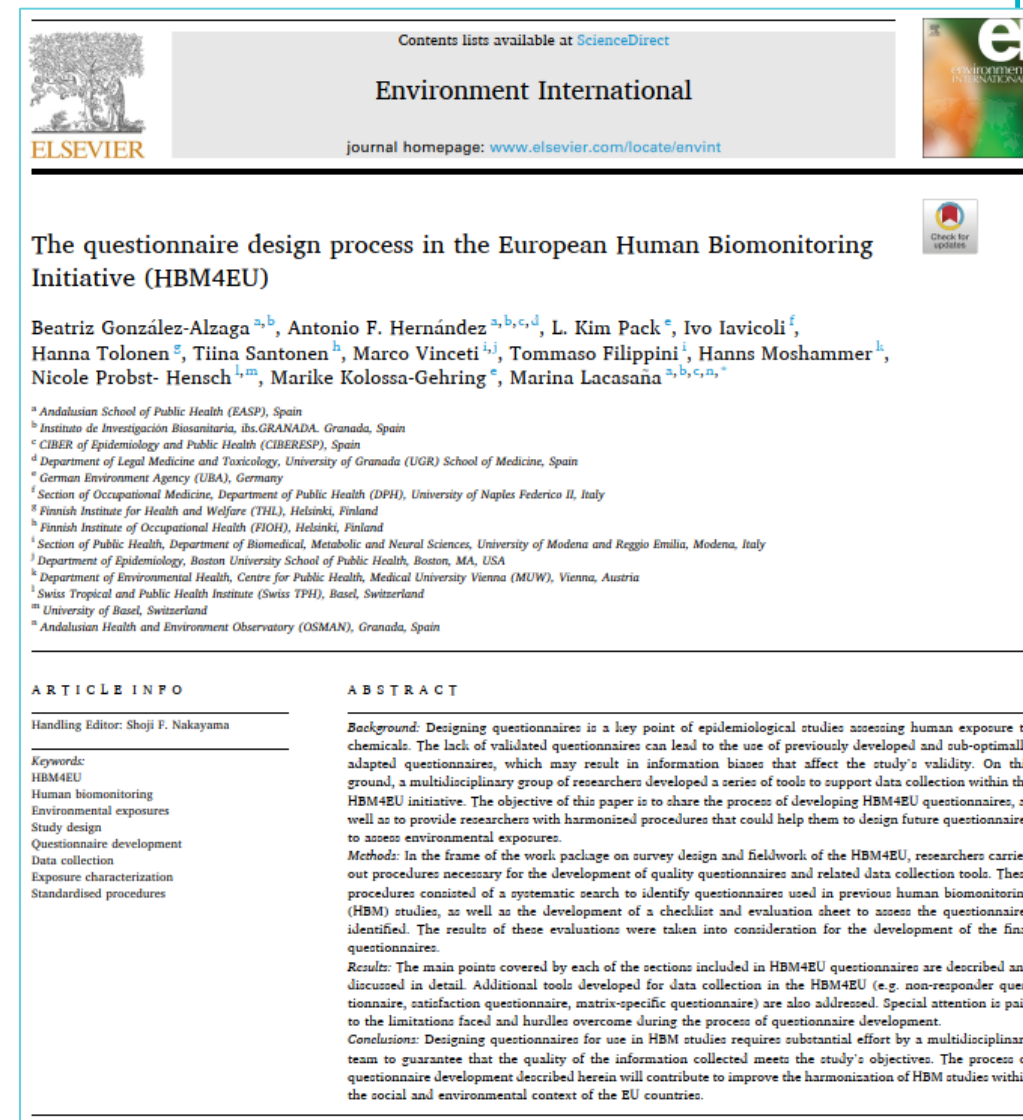 Contents lists available at ScienceDirect
Environment International
journal homepage: www.elsevier.com/locate/envint
ELSEVIER
environment
INTERNATIONAL
Check for
updates
The questionnaire design process in the European Human Biomonitoring
Initiative (HBM4EU)
Beatriz González-Alzaga a,b, Antonio F. Hernández a,b,c,d, L. Kim Pack e, Ivo Iavicoli f,
Hanna Tolonen g, Tiina Santonen h, Marco Vinceti i,j, Tommaso Filippini i, Hanns Moshammer k,
Nicole Probst- Hensch l,m, Marike Kolossa-Gehring e, Marina Lacasaña a,b,c,n,*
a Andalusian School of Public Health (EASP), Spain
b Instituto de Investigación Biosanitaria, ibs.GRANADA. Granada, Spain
c CIBER of Epidemiology and Public Health (CIBERESP), Spain
d Department of Legal Medicine and Toxicology, University of Granada (UGR) School of Medicine, Spain
e German Environment Agency (UBA), Germany
f Section of Occupational Medicine, Department of Public Health (DPH), University of Naples Federico II, Italy
g Finnish Institute for Health and Welfare (THL), Helsinki, Finland
h Finnish Institute of Occupational Health (FIOH), Helsinki, Finland
i Section of Public Health, Department of Biomedical, Metabolic and Neural Sciences, University of Modena and Reggio Emilia, Modena, Italy
j Department of Epidemiology, Boston University School of Public Health, Boston, MA, USA
k Department of Environmental Health, Centre for Public Health, Medical University Vienna (MUW), Vienna, Austria
l Swiss Tropical and Public Health Institute (Swiss TPH), Basel, Switzerland
m University of Basel, Switzerland
n Andalusian Health and Environment Observatory (OSMAN), Granada, Spain
ARTICLE INFO
Handling Editor: Shoji F. Nakayama
Keywords:
HBM4EU
Human biomonitoring
Environmental exposures
Study design
Questionnaire development
Data collection
Exposure characterization
Standardised procedures
ABSTRACT
Background: Designing questionnaires is a key point of epidemiological studies assessing human exposure t
chemicals. The lack of validated questionnaires can lead to the use of previously developed and sub-optimall
adapted questionnaires, which may result in information biases that affect the study's validity. On thi
ground, a multidisciplinary group of researchers developed a series of tools to support data collection within th
HBM4EU initiative. The objective of this paper is to share the process of developing HBM4EU questionnaires, a
well as to provide researchers with harmonized procedures that could help them to design future questionnaire
to assess environmental exposures.
Methods: In the frame of the work package on survey design and fieldwork of the HBM4EU, researchers carrie
out procedures necessary for the development of quality questionnaires and related data collection tools. Thes
procedures consisted of a systematic search to identify questionnaires used in previous human biomonitorin
(HBM) studies, as well as the development of a checklist and evaluation sheet to assess the questionnaire
identified. The results of these evaluations were taken into consideration for the development of the fina
questionnaires.
Results: The main points covered by each of the sections included in HBM4EU questionnaires are described an
discussed in detail. Additional tools developed for data collection in the HBM4EU (e.g. non-responder que
tionnaire, satisfaction questionnaire, matrix-specific questionnaire) are also addressed. Special attention is pai
to the limitations faced and hurdles overcome during the process of questionnaire development.
Conclusions: Designing questionnaires for use in HBM studies requires substantial effort by a multidisciplinar
team to guarantee that the quality of the information collected meets the study's objectives. The process o
questionnaire development described herein will contribute to improve the harmonization of HBM studies withi
the social and environmental context of the EU countries.